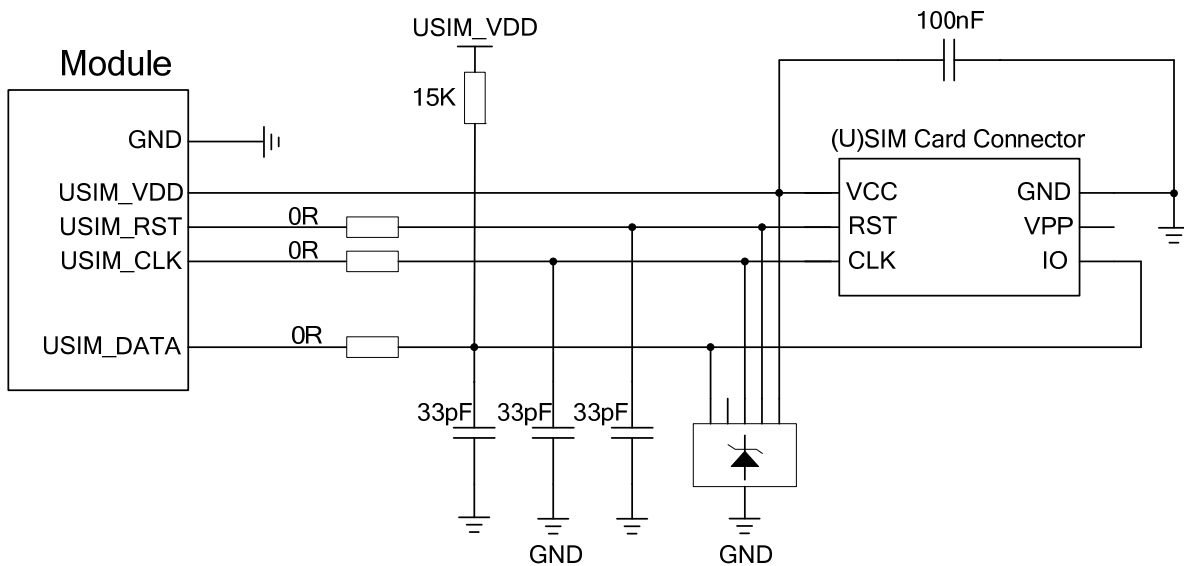 100nF
USIM_VDD
Module
15K
(U)SIM Card Connector
GND
USIM_VDD
USIM_RST
USIM_CLK
USIM_DATA
0R
0R
0R
VCC
RST
CLK
GND
VPP
IO
33pF
33pF
33pF
GND
GND